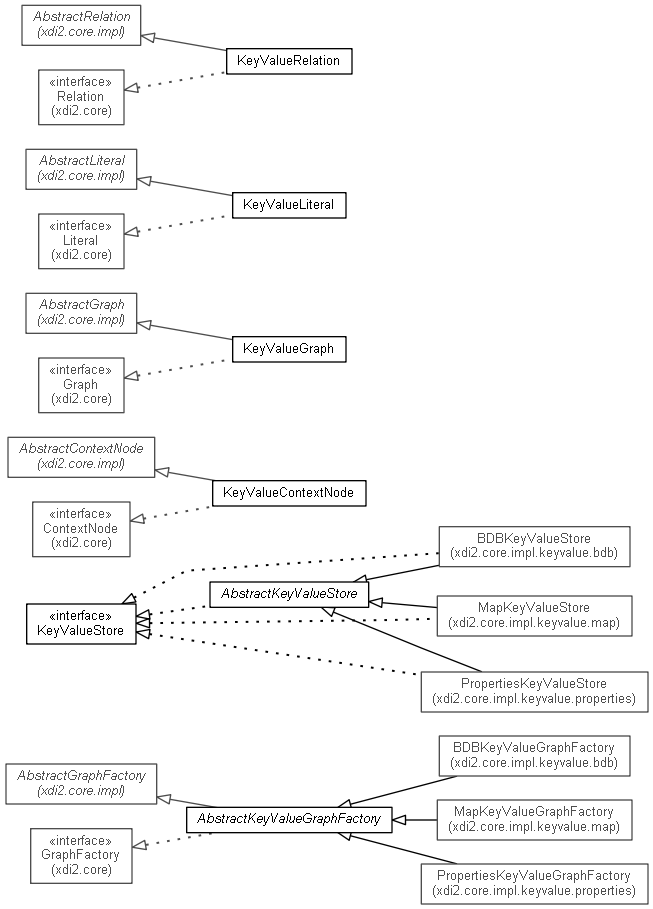 AbstractRelation
(xdi2.core.impl)
KeyValueRelation
«interface»
Relation
(xdi2.core)
AbstractLiteral
(xdi2.core.impl)
KeyValueLiteral
«interface»
Literal
(xdi2.core)
AbstractGraph
(xdi2.core.impl)
KeyValueGraph
«interface»
Graph
(xdi2.core)
AbstractContextNode
(xdi2.core.impl)
KeyValueContextNode
«interface»
ContextNode
(xdi2.core)
BDBKeyValueStore
(xdi2.core.impl.keyvalue.bdb)
AbstractKeyValueStore
«interface»
KeyValueStore
MapKeyValueStore
(xdi2.core.impl.keyvalue.map)
PropertiesKeyValueStore
(xdi2.core.impl.keyvalue.properties)
BDBKeyValueGraphFactory
(xdi2.core.impl.keyvalue.bdb)
AbstractGraphFactory
(xdi2.core.impl)
AbstractKeyValueGraphFactory
MapKeyValueGraphFactory
(xdi2.core.impl.keyvalue.map)
«interface»
GraphFactory
(xdi2.core)
PropertiesKeyValueGraphFactory
(xdi2.core.impl.keyvalue.properties)